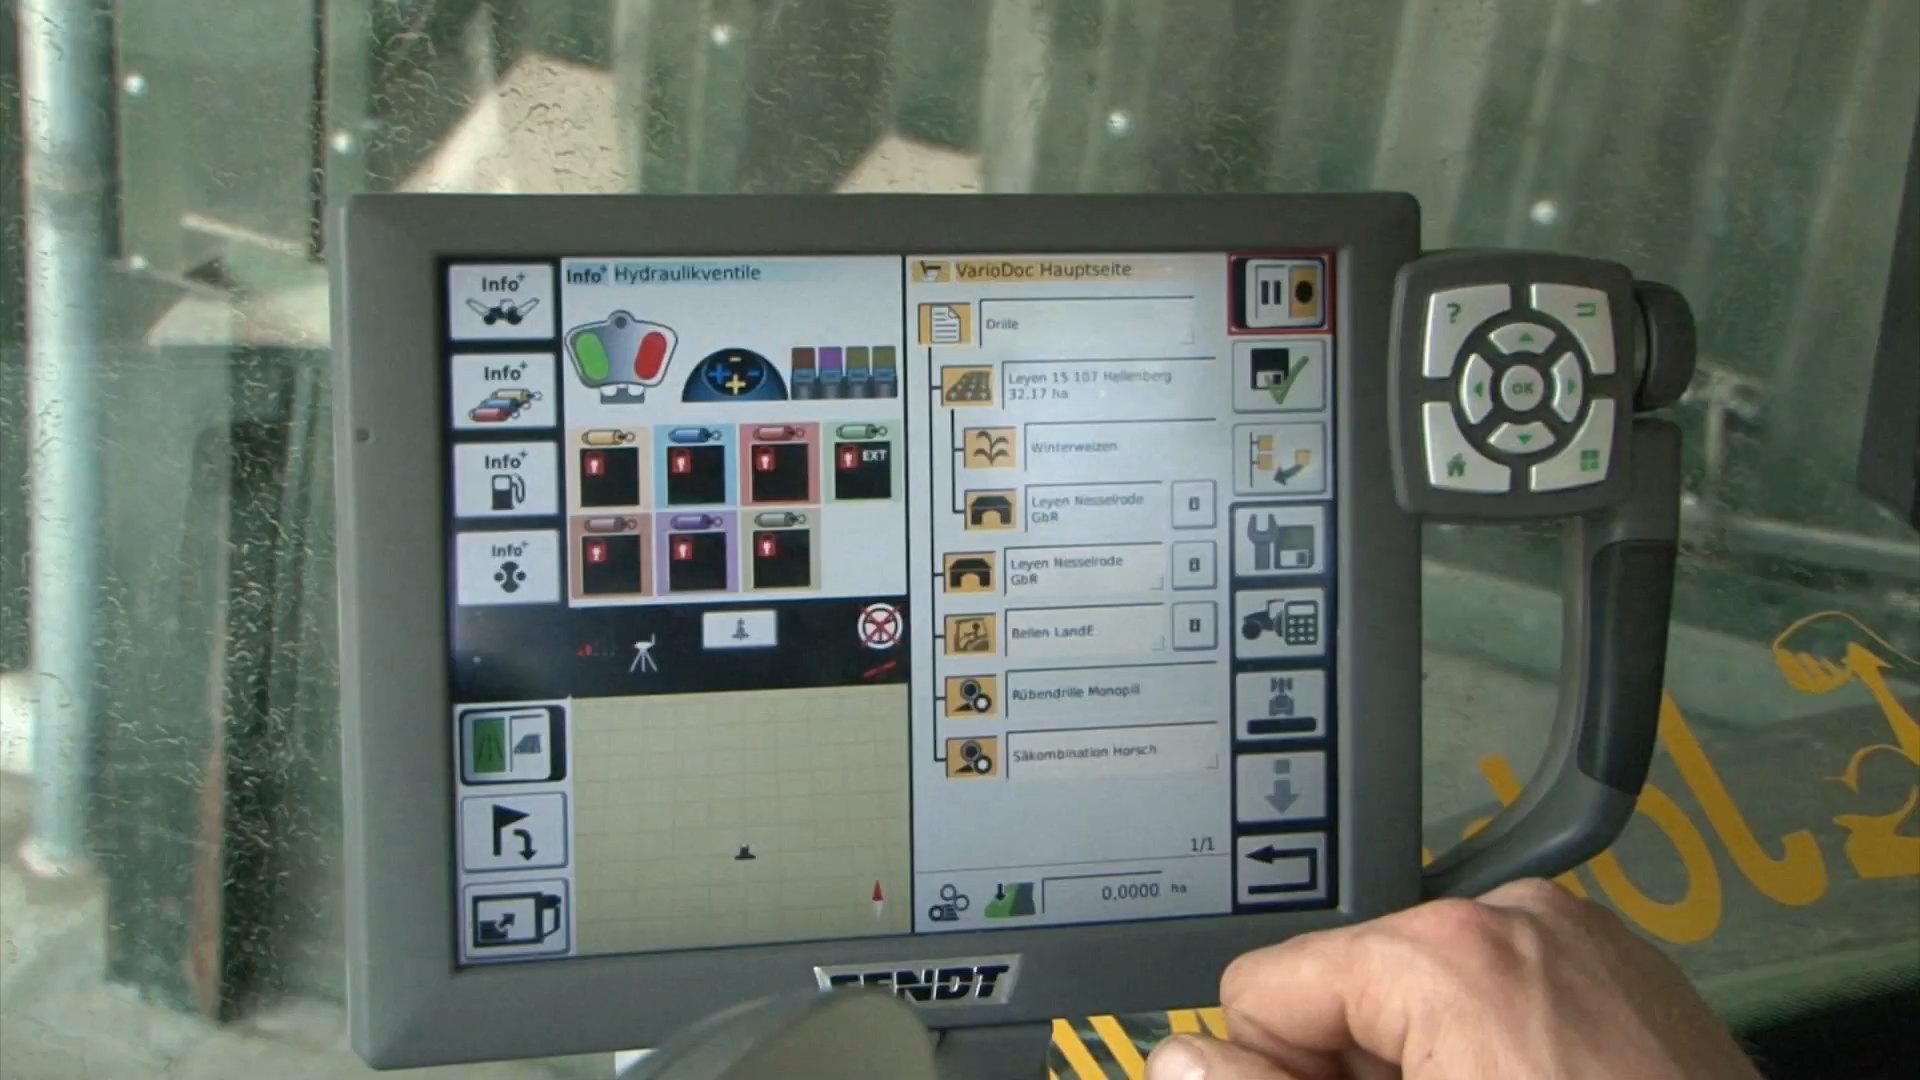 Info+
Info+
Info+
Info+
Info+ Hydraulikventile
EXT
VarioDoc Hauptseite
Drille
Leyen 15 107 Hellenberg
32.17 ha
Winterweizen
Leyen Nesselrode
GbR
Leyen Nesselrode
GbR
Bellen LandE
Rübendrille Monopill
Säkombination Horsch
1/1
0,0000 ha
?
OK
FENDT